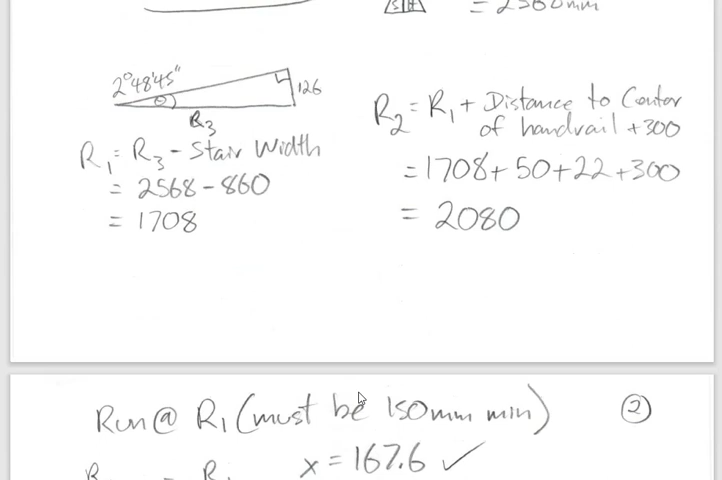 = 2568mm
2°48'45"
θ
126
R3
R1 = R3 - Stair Width
= 2568 - 860
= 1708
R2 = R1 + Distance to Center
of handrail + 300
= 1708 + 50 + 22 + 300
= 2080
Run @ R1 (must be 150mm min)
2
x = 167.6 ✓